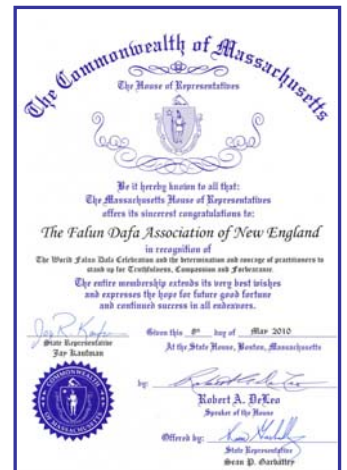 The Commonwealth of Massachusetts
The House of Representatives
Be it hereby known to all that:
The Massachusetts House of Representatives
offers its sincerest congratulations to:
The Falun Dafa Association of New England
in recognition of
The World Falun Dafa Celebration and the determination and courage of practitioners to
stand up for Truthfulness, Compassion and Forbearance.
The entire membership extends its very best wishes
and expresses the hope for future good fortune
and continued success in all endeavors.
Given this 8th day of May 2010
At the State House, Boston, Massachusetts
State Representative
Jay Kaufman
by:
Robert A. DeLeo
Speaker of the House
Offered by:
State Representative
Sean P. Garballey
COMMONWEALTH
OF MASSACHUSETTS